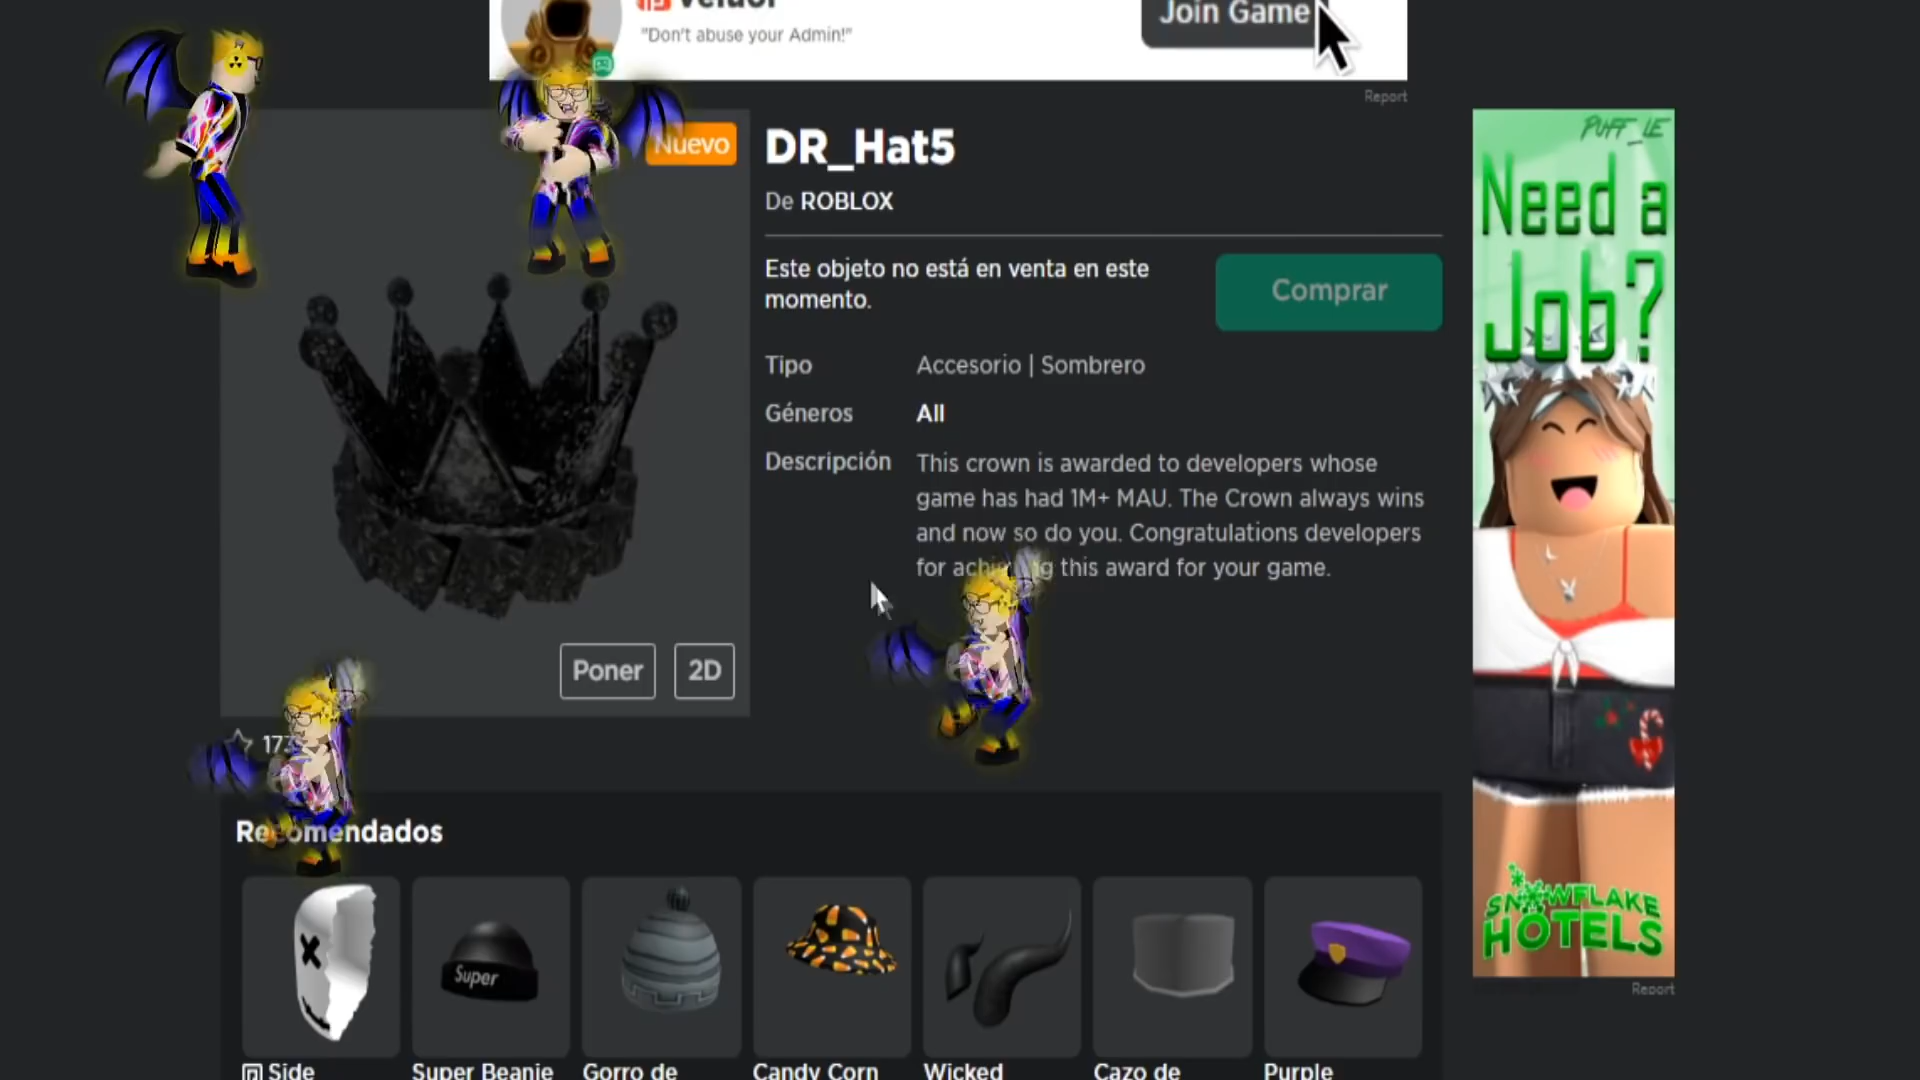 "Don't abuse your Admin!"
Join Game
Report
Nuevo
DR_Hat5
De ROBLOX
Este objeto no está en venta en este
momento.
Comprar
Tipo
Accesorio | Sombrero
Géneros
All
Descripción
This crown is awarded to developers whose
game has had 1M+ MAU. The Crown always wins
and now so do you. Congratulations developers
for achieving this award for your game.
Poner
2D
Recomendados
Super
Side
Super Beanie
Gorro de
Candy Corn
Wicked
Cazo de
Purple
PUFF_LE
Need a
Job?
SNOWFLAKE
HOTELS
Report